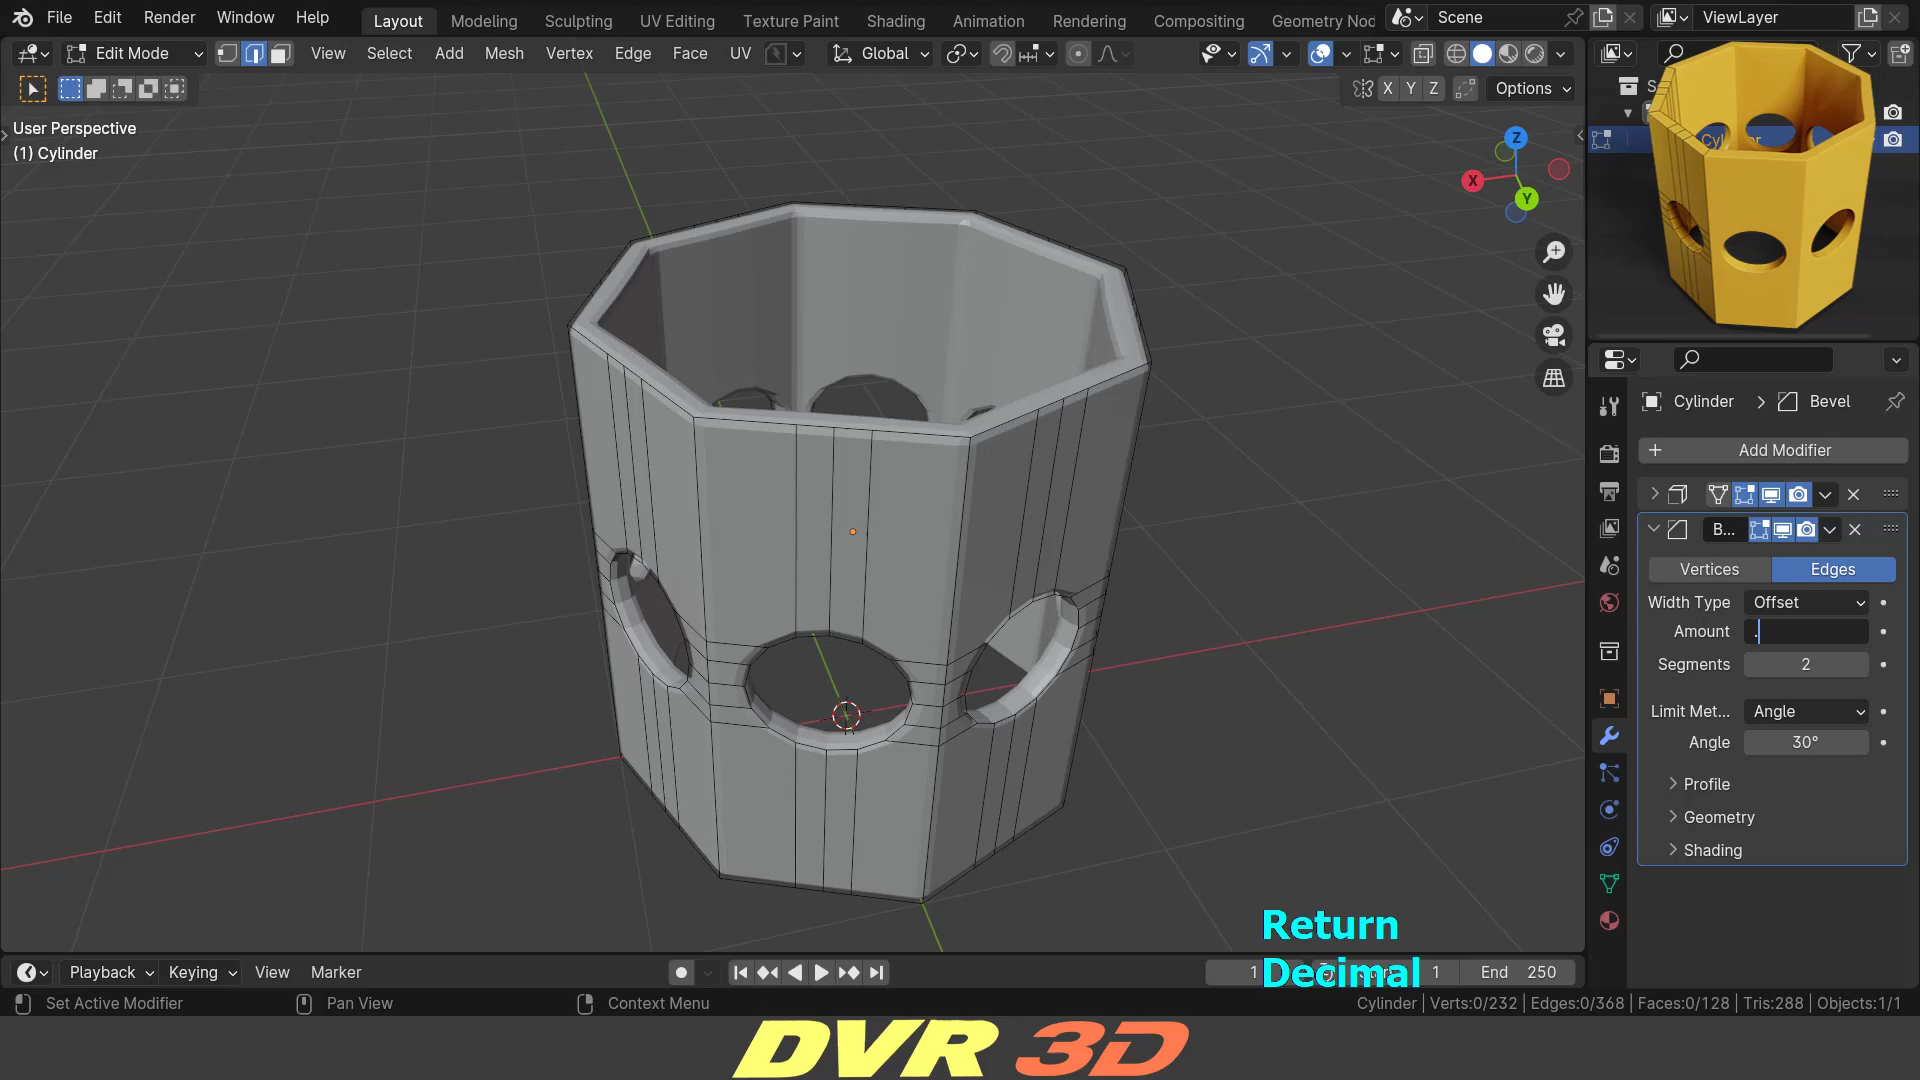 File Edit Render Window Help Layout Modeling Sculpting UV Editing Texture Paint Shading Animation Rendering Compositing Geometry Nod Scene ViewLayer
Edit Mode View Select Add Mesh Vertex Edge Face UV Global
X Y Z Options
User Perspective
(1) Cylinder
Z
X
Y
Cylinder Bevel
Add Modifier
B...
Vertices Edges
Width Type Offset
Amount .
Segments 2
Limit Met... Angle
Angle 30°
Profile
Geometry
Shading
Return
Decimal
Playback Keying View Marker 1 1 End 250
Set Active Modifier Pan View Context Menu Cylinder | Verts:0/232 | Edges:0/368 | Faces:0/128 | Tris:288 | Objects:1/1
DVR 3D